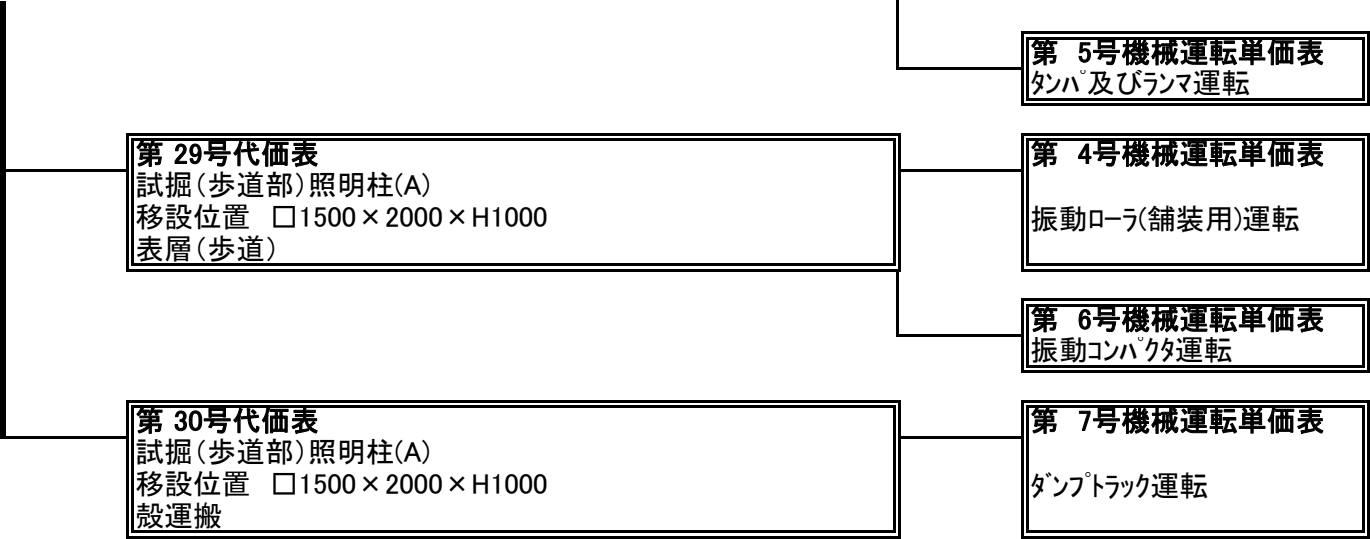 第 5号機械運転単価表
ﾀﾝﾊﾟ及びﾗﾝﾏ運転
第 29号代価表
試掘(歩道部)照明柱(A)
移設位置 □1500×2000×H1000
表層(歩道)
第 4号機械運転単価表
振動ﾛｰﾗ(舗装用)運転
第 6号機械運転単価表
振動ｺﾝﾊﾟｸﾀ運転
第 30号代価表
試掘(歩道部)照明柱(A)
移設位置 □1500×2000×H1000
殻運搬
第 7号機械運転単価表
ﾀﾞﾝﾌﾟﾄﾗｯｸ運転